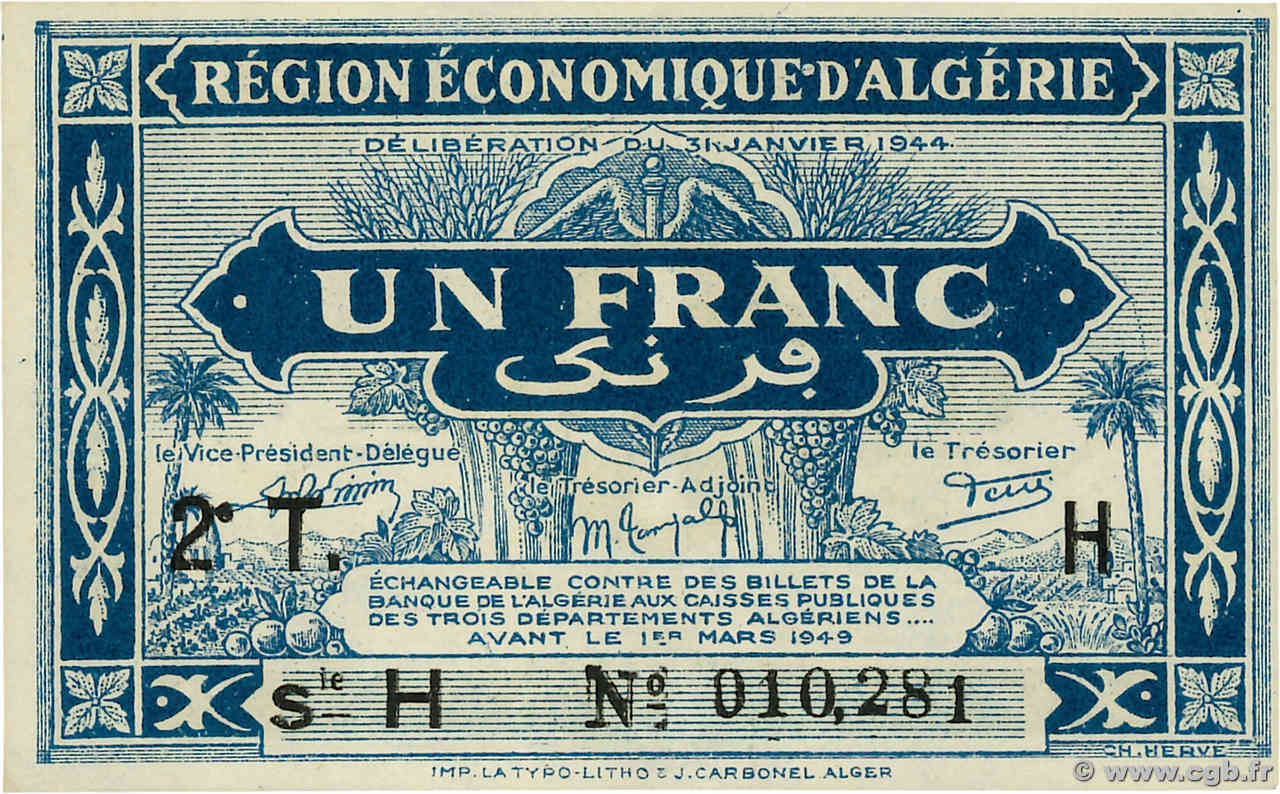 RÉGION ÉCONOMIQUE D'ALGÉRIE
DÉLIBÉRATION DU 31 JANVIER 1944
UN FRANC
فرنك
le Vice-Président-Délégué
le Trésorier-Adjoint
le Trésorier
2e T.
H
ÉCHANGEABLE CONTRE DES BILLETS DE LA
BANQUE DE L'ALGÉRIE AUX CAISSES PUBLIQUES
DES TROIS DÉPARTEMENTS ALGÉRIENS....
AVANT LE 1ER MARS 1949
Sie H No 010,281
CH. HERVÉ
IMP. LA TYPO-LITHO & J. CARBONEL ALGER
© www.cgb.fr